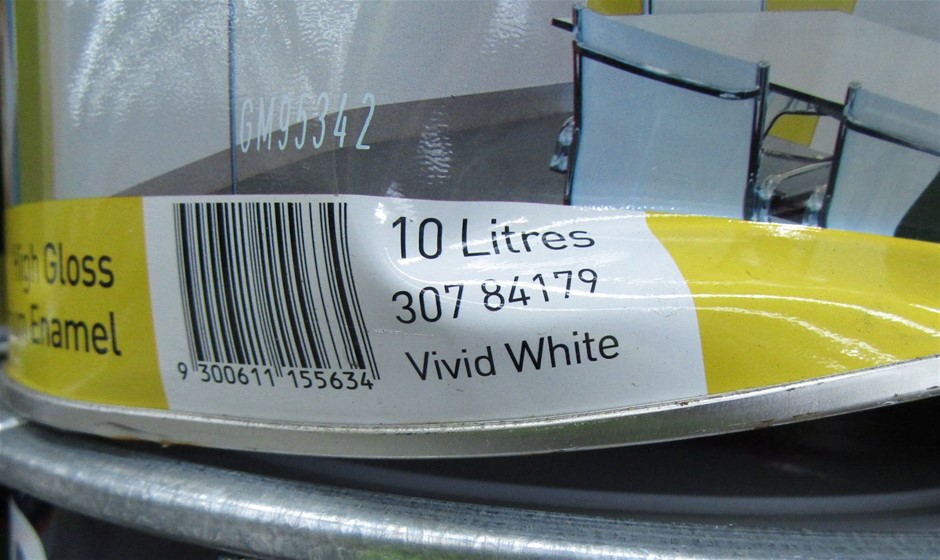 GM95342
High Gloss
Enamel
10 Litres
307 84179
Vivid White
9 300611 155634